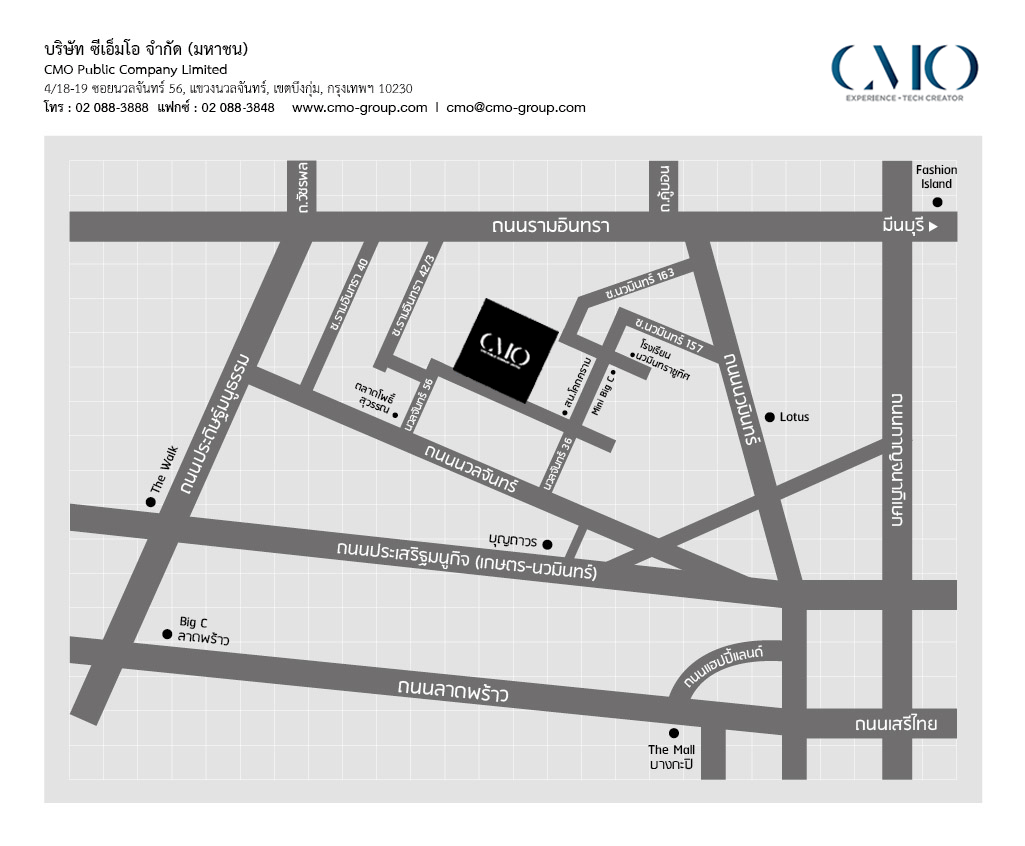 บริษัท ซีเอ็มโอ จำกัด (มหาชน)
CMO Public Company Limited
4/18-19 ซอยนวลจันทร์ 56, แขวงนวลจันทร์, เขตบึงกุ่ม, กรุงเทพฯ 10230
โทร : 02 088-3888 แฟกซ์ : 02 088-3848 www.cmo-group.com | cmo@cmo-group.com
CMO
EXPERIENCE • TECH CREATOR
ถ.วัชรพล
ถ.คู้บอน
Fashion
Island
ถนนรามอินทรา
มีนบุรี
ซ.รามอินทรา 40
ซ.รามอินทรา 42/3
ซ.นวมินทร์ 163
ซ.นวมินทร์ 157
CMO
โรงเรียน
นวมินทราชูทิศ
สน.โคกคราม
Mini Big C
ตลาดโพธิ์
สุวรรณ
นวลจันทร์ 56
นวลจันทร์ 36
ถนนนวมินทร์
Lotus
ถนนกาญจนาภิเษก
ถนนประดิษฐ์มนูธรรม
The Walk
ถนนนวลจันทร์
บุญถาวร
ถนนประเสริฐมนูกิจ (เกษตร-นวมินทร์)
Big C
ลาดพร้าว
ถนนแฮปปี้แลนด์
ถนนลาดพร้าว
ถนนเสรีไทย
The Mall
บางกะปิ